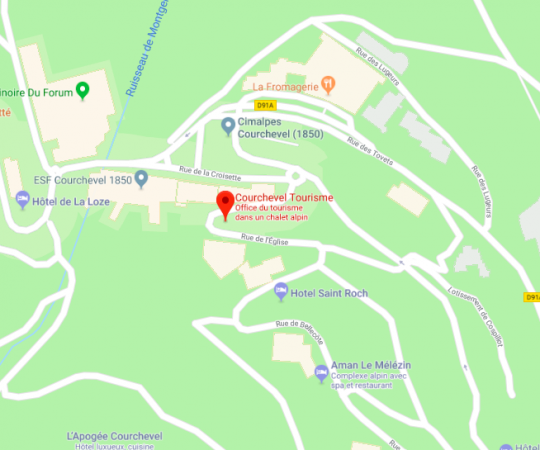 Ruisseau de Montgel
Rue des Lugeurs
La Fromagerie
inoire Du Forum
D91A
tté
Cimalpes
Courchevel (1850)
Rue des Tovets
Rue de la Croisette
ESF Courchevel 1850
Hôtel de La Loze
Courchevel Tourisme
Office du tourisme
dans un chalet alpin
Rue des Lugeurs
Rue de l'Église
Hotel Saint Roch
Lotissement de Cospillot
D91A
Rue de Bellecôte
Aman Le Mélézin
Complexe alpin avec
spa et restaurant
L'Apogée Courchevel
Hôtel luxueux, cuisine
Hôtel